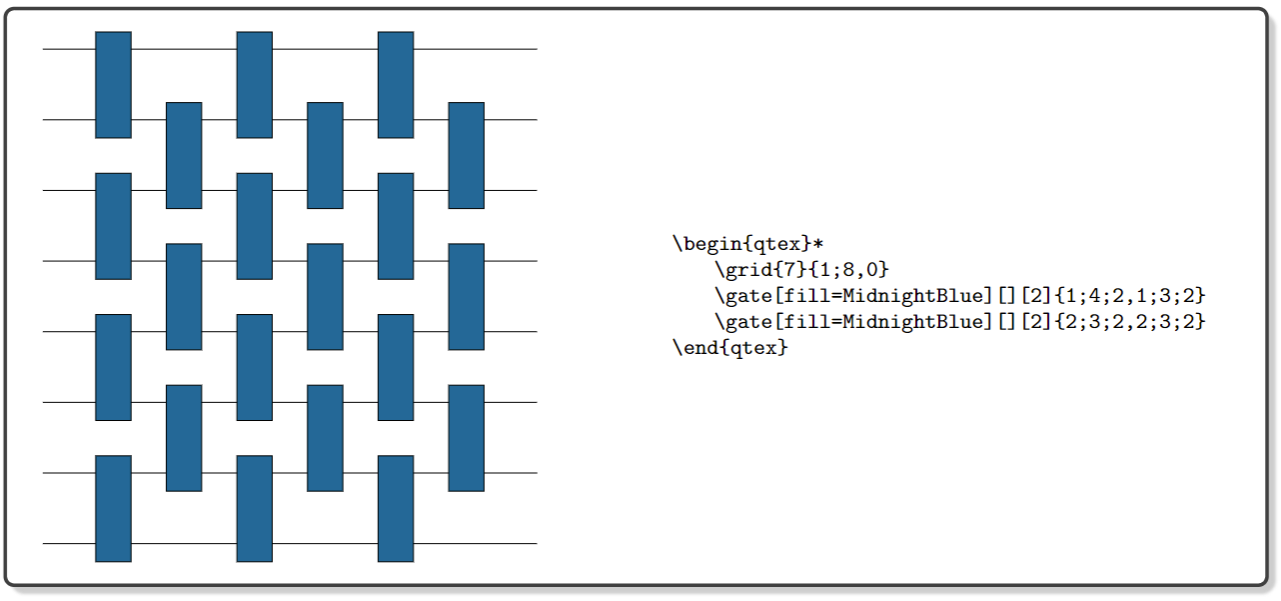 \begin{qtex}*
\grid{7}{1;8,0}
\gate[fill=MidnightBlue][][2]{1;4;2,1;3;2}
\gate[fill=MidnightBlue][][2]{2;3;2,2;3;2}
\end{qtex}